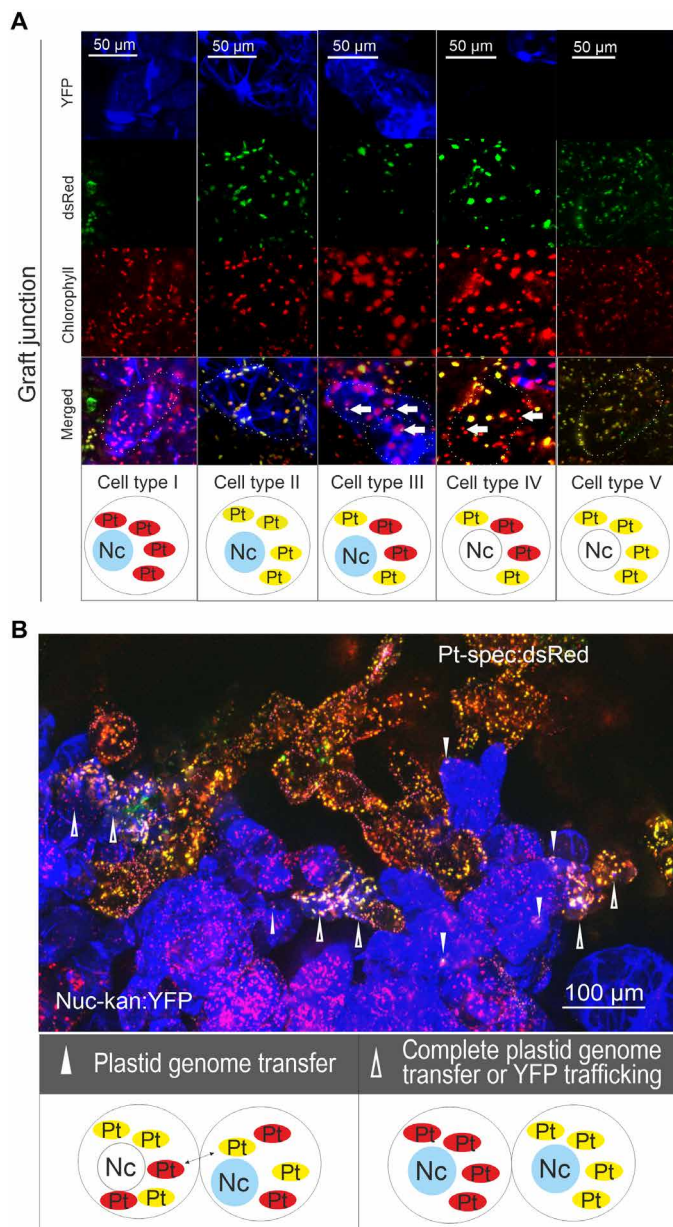 A
50 µm 50 µm 50 µm 50 µm 50 µm
Graft junction
YFP
dsRed
Chlorophyll
Merged
Cell type I Cell type II Cell type III Cell type IV Cell type V
Pt Pt Pt Pt Nc
Pt Pt Pt Pt Nc
Pt Pt Pt Pt Nc
Pt Pt Pt Pt Nc
Pt Pt Pt Pt Nc
B
Pt-spec:dsRed
Nuc-kan:YFP
100 µm
Plastid genome transfer
Complete plastid genome
transfer or YFP trafficking
Pt Pt Nc Pt Pt Pt
Pt Pt Nc Pt Pt
Pt Pt Nc Pt Pt
Pt Pt Nc Pt Pt